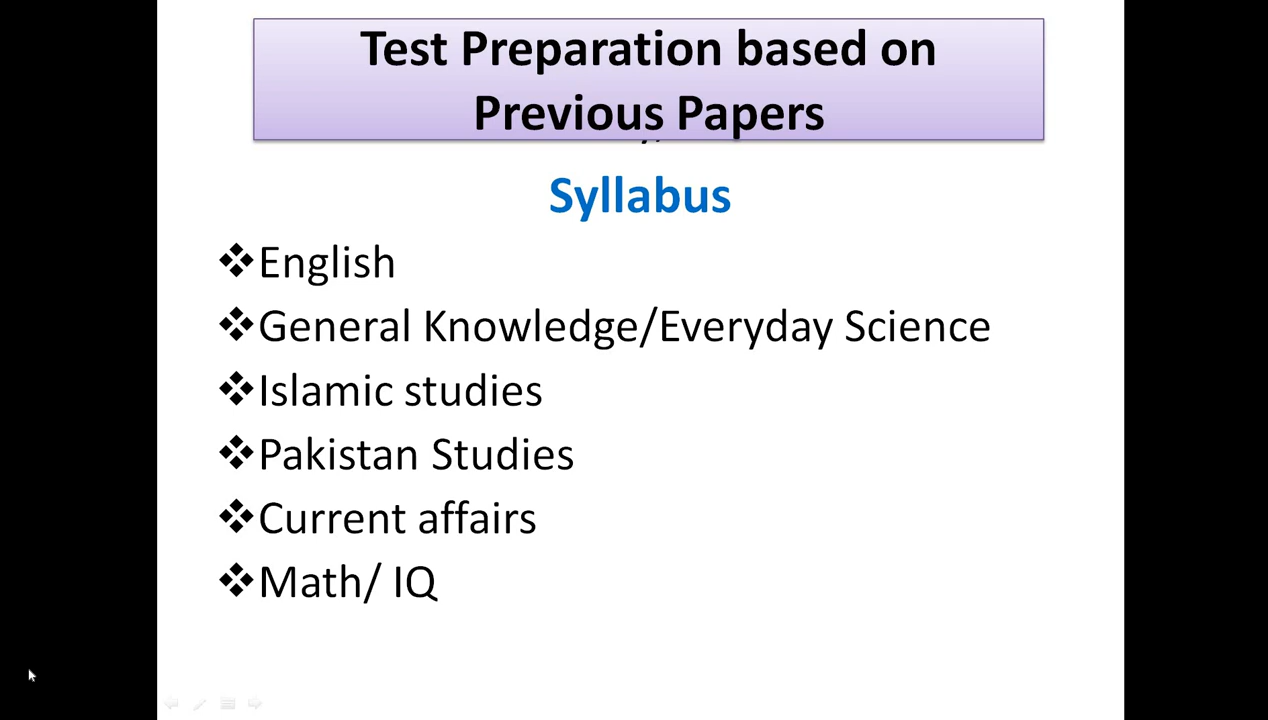 Test Preparation based on
Previous Papers
Syllabus
❖English
❖General Knowledge/Everyday Science
❖Islamic studies
❖Pakistan Studies
❖Current affairs
❖Math/ IQ